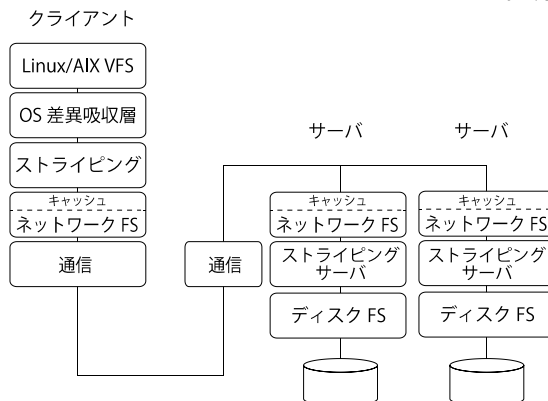 クライアント
Linux/AIX VFS
OS 差異吸収層
ストライピング
キャッシュ
ネットワーク FS
通信
通信
サーバ
キャッシュ
ネットワーク FS
ストライピング
サーバ
ディスク FS
サーバ
キャッシュ
ネットワーク FS
ストライピング
サーバ
ディスク FS